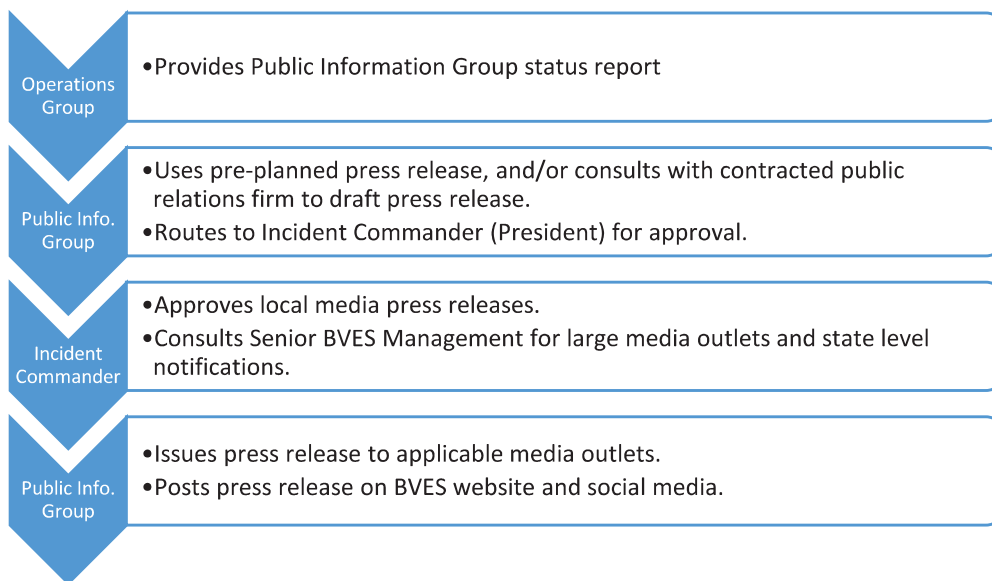 Operations
Group
•Provides Public Information Group status report
Public Info.
Group
•Uses pre-planned press release, and/or consults with contracted public
relations firm to draft press release.
•Routes to Incident Commander (President) for approval.
Incident
Commander
•Approves local media press releases.
•Consults Senior BVES Management for large media outlets and state level
notifications.
Public Info.
Group
•Issues press release to applicable media outlets.
•Posts press release on BVES website and social media.